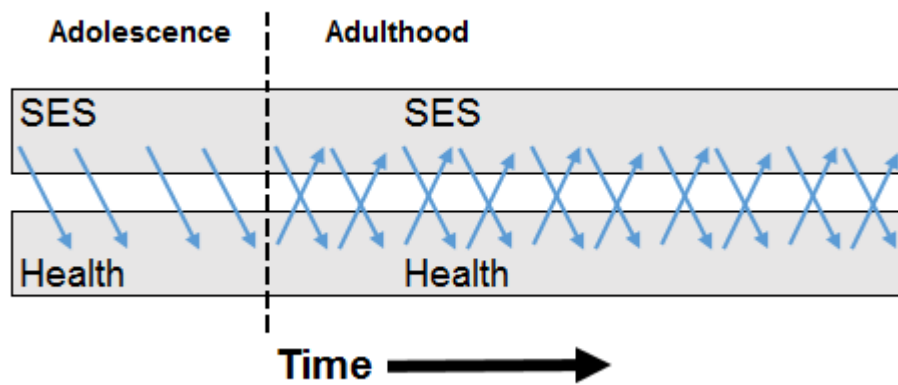 Adolescence Adulthood
SES SES
Health Health
Time